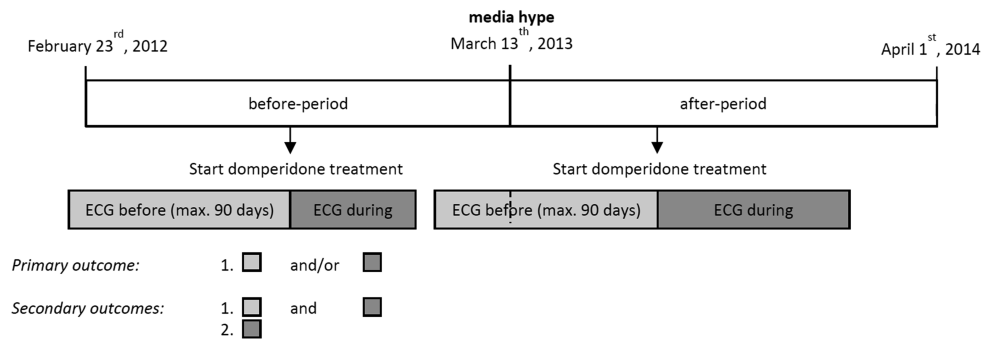 media hype
February 23rd, 2012
March 13th, 2013
April 1st, 2014
before-period
after-period
Start domperidone treatment
Start domperidone treatment
ECG before (max. 90 days)
ECG during
ECG before (max. 90 days)
ECG during
Primary outcome: 1. and/or
Secondary outcomes: 1. and
2.